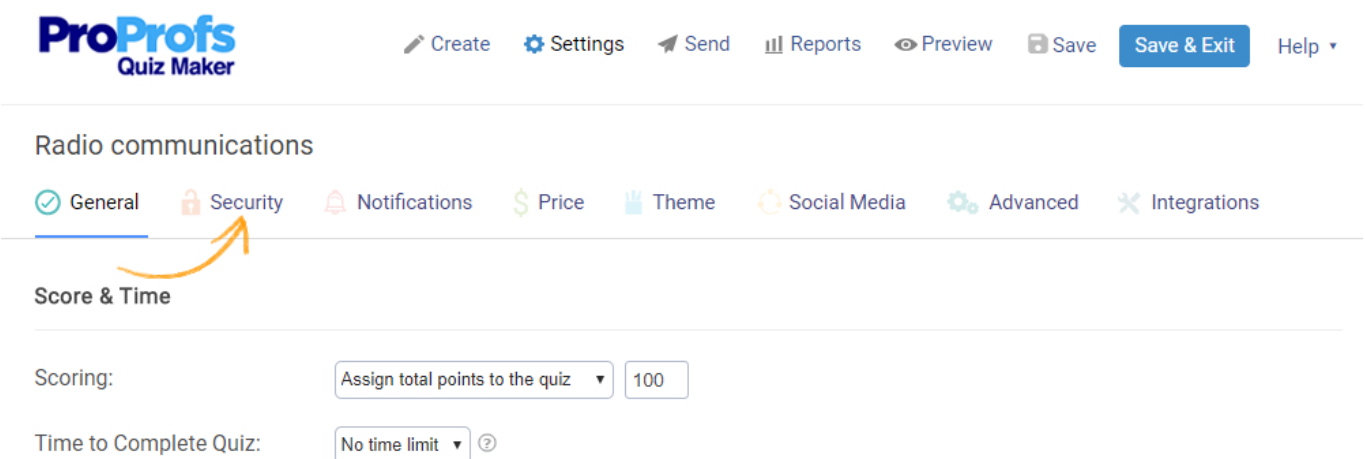 ProProfs
Quiz Maker
Create Settings Send Reports Preview Save Save & Exit Help
Radio communications
General Security Notifications Price Theme Social Media Advanced Integrations
Score & Time
Scoring: Assign total points to the quiz 100
Time to Complete Quiz: No time limit ?